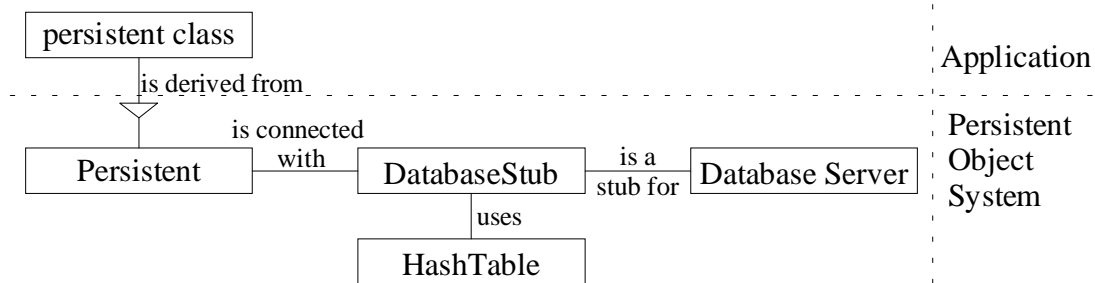 persistent class
Application
is derived from
Persistent
Object
System
is connected
with
Persistent
DatabaseStub
is a
stub for
Database Server
uses
HashTable